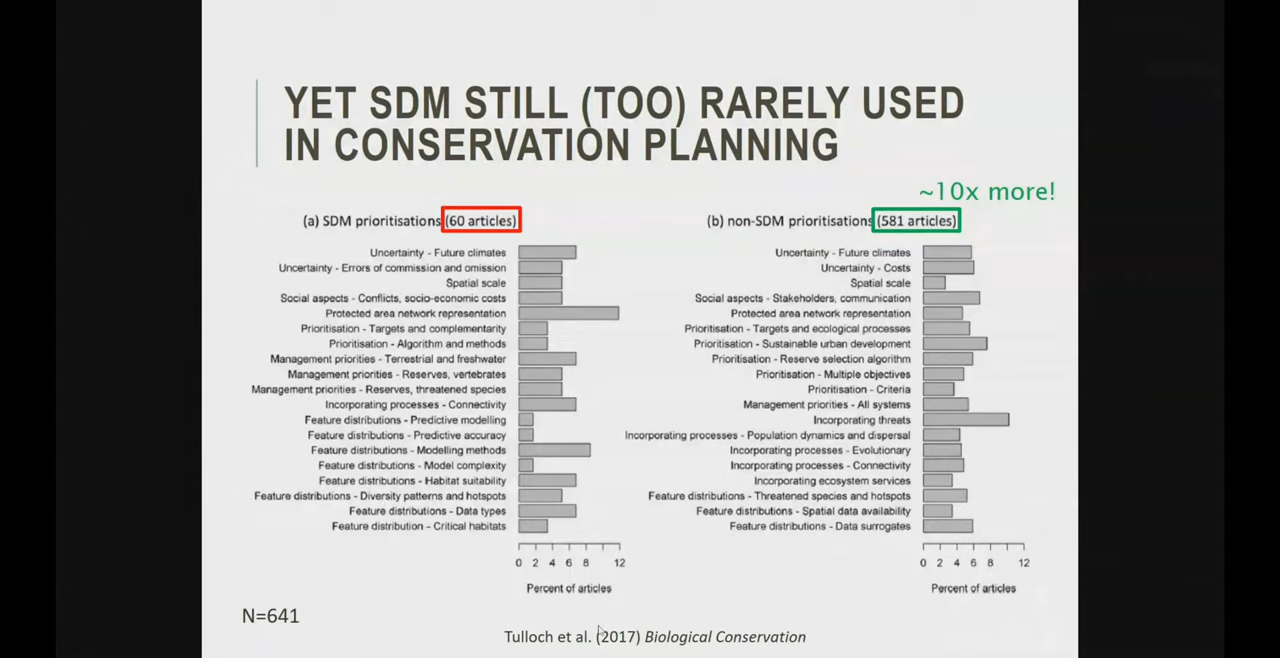 YET SDM STILL (TOO) RARELY USED
IN CONSERVATION PLANNING
~10x more!
(a) SDM prioritisations (60 articles)
Uncertainty - Future climates
Uncertainty - Errors of commission and omission
Spatial scale
Social aspects - Conflicts, socio-economic costs
Protected area network representation
Prioritisation - Targets and complementarity
Prioritisation - Algorithm and methods
Management priorities - Terrestrial and freshwater
Management priorities - Reserves, vertebrates
Management priorities - Reserves, threatened species
Incorporating processes - Connectivity
Feature distributions - Predictive modelling
Feature distributions - Predictive accuracy
Feature distributions - Modelling methods
Feature distributions - Model complexity
Feature distributions - Habitat suitability
Feature distributions - Diversity patterns and hotspots
Feature distributions - Data types
Feature distribution - Critical habitats
0 2 4 6 8 12
Percent of articles
(b) non-SDM prioritisations (581 articles)
Uncertainty - Future climates
Uncertainty - Costs
Spatial scale
Social aspects - Stakeholders, communication
Protected area network representation
Prioritisation - Targets and ecological processes
Prioritisation - Sustainable urban development
Prioritisation - Reserve selection algorithm
Prioritisation - Multiple objectives
Prioritisation - Criteria
Management priorities - All systems
Incorporating threats
Incorporating processes - Population dynamics and dispersal
Incorporating processes - Evolutionary
Incorporating processes - Connectivity
Incorporating ecosystem services
Feature distributions - Threatened species and hotspots
Feature distributions - Spatial data availability
Feature distributions - Data surrogates
0 2 4 6 8 12
Percent of articles
N=641
Tulloch et al. (2017) Biological Conservation